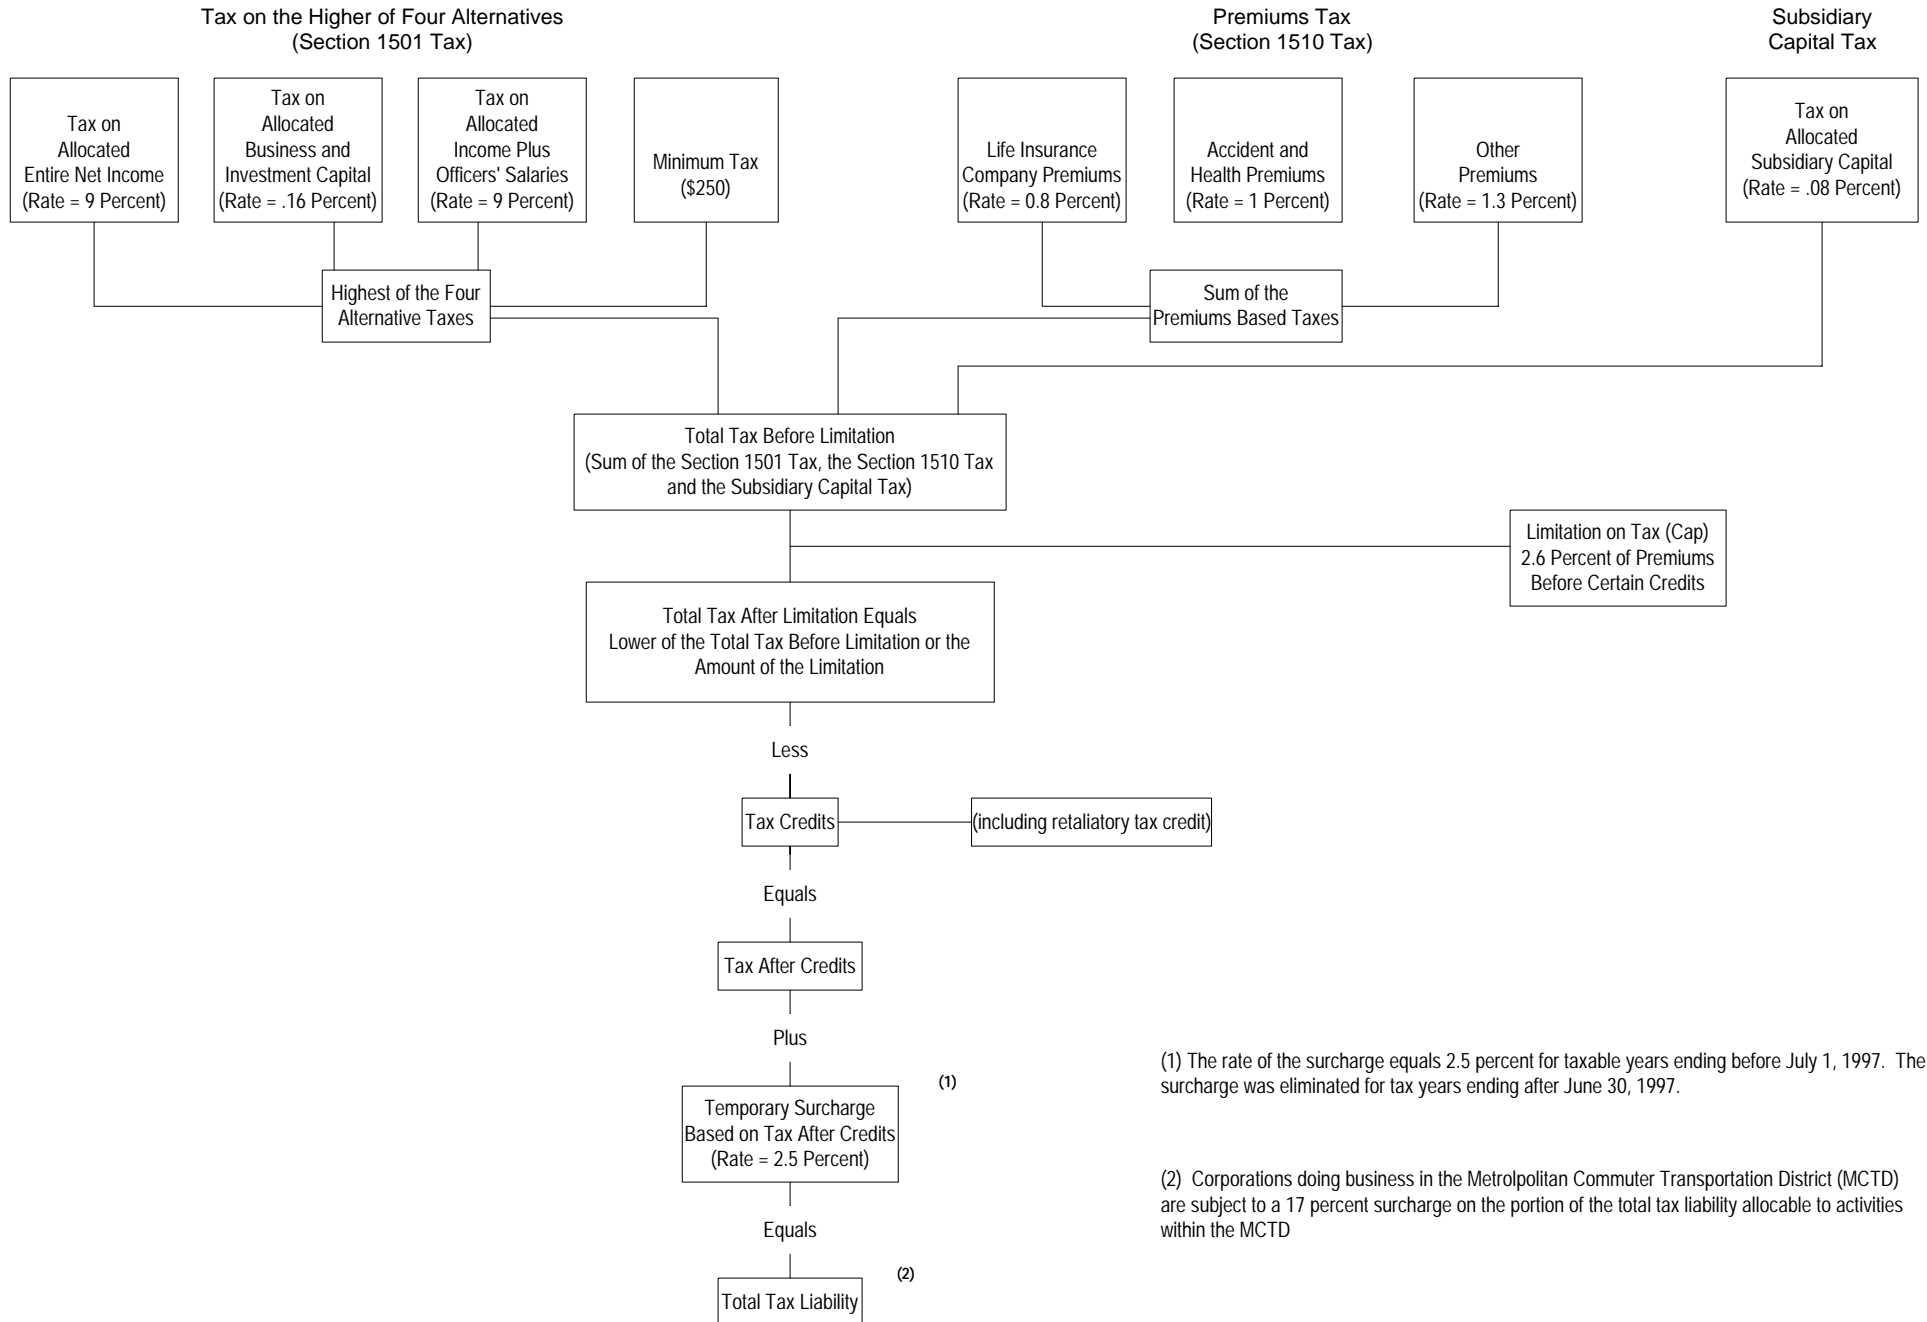 Tax on the Higher of Four Alternatives
(Section 1501 Tax)
Premiums Tax
(Section 1510 Tax)
Subsidiary
Capital Tax
Tax on
Allocated
Entire Net Income
(Rate = 9 Percent)
Tax on
Allocated
Business and
Investment Capital
(Rate = .16 Percent)
Tax on
Allocated
Income Plus
Officers' Salaries
(Rate = 9 Percent)
Minimum Tax
($250)
Life Insurance
Company Premiums
(Rate = 0.8 Percent)
Accident and
Health Premiums
(Rate = 1 Percent)
Other
Premiums
(Rate = 1.3 Percent)
Tax on
Allocated
Subsidiary Capital
(Rate = .08 Percent)
Highest of the Four
Alternative Taxes
Sum of the
Premiums Based Taxes
Total Tax Before Limitation
(Sum of the Section 1501 Tax, the Section 1510 Tax
and the Subsidiary Capital Tax)
Limitation on Tax (Cap)
2.6 Percent of Premiums
Before Certain Credits
Total Tax After Limitation Equals
Lower of the Total Tax Before Limitation or the
Amount of the Limitation
Less
Tax Credits
(including retaliatory tax credit)
Equals
Tax After Credits
Plus
(1)
Temporary Surcharge
Based on Tax After Credits
(Rate = 2.5 Percent)
Equals
(2)
Total Tax Liability
(1) The rate of the surcharge equals 2.5 percent for taxable years ending before July 1, 1997. The
surcharge was eliminated for tax years ending after June 30, 1997.
(2) Corporations doing business in the Metrolpolitan Commuter Transportation District (MCTD)
are subject to a 17 percent surcharge on the portion of the total tax liability allocable to activities
within the MCTD